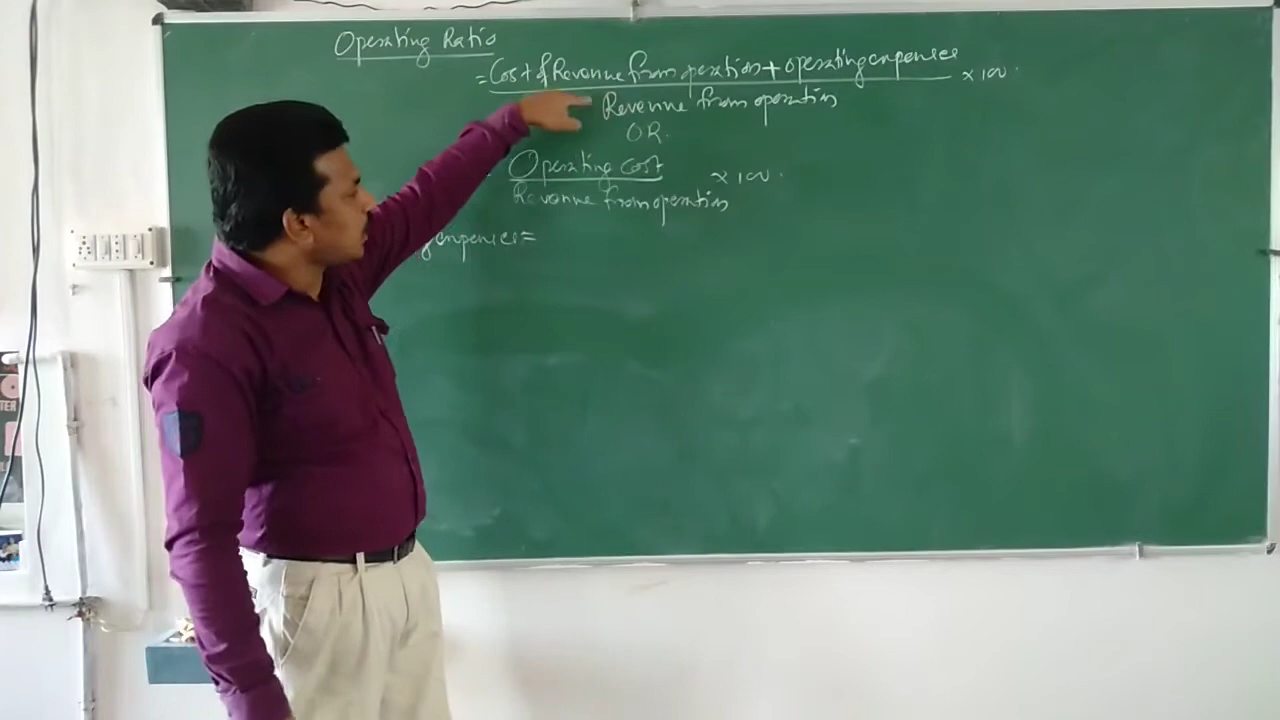 Operating Ratio
= Cost of Revenue from operation + operating expenses × 100
Revenue from operation
OR
Operating cost × 100
Revenue from operation
expenses =
TER